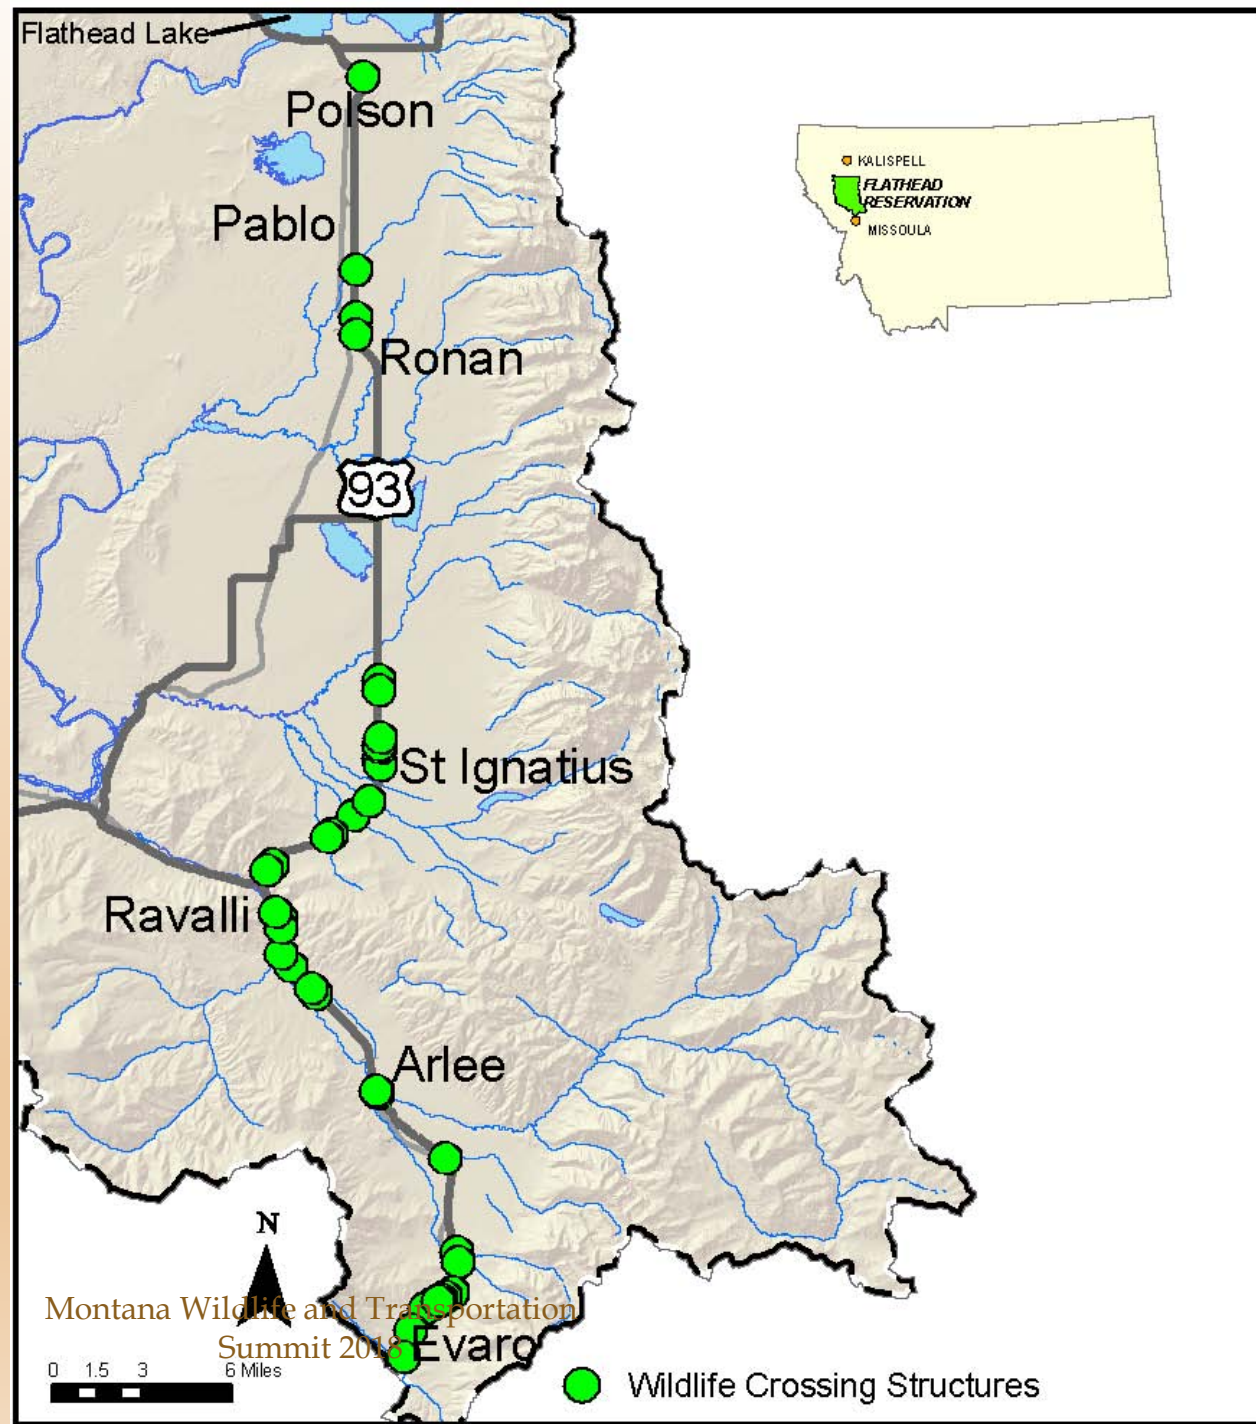 Flathead Lake
Polson
Pablo
KALISPELL
FLATHEAD
RESERVATION
MISSOULA
Ronan
93
St Ignatius
Ravalli
Arlee
N
Montana Wildlife and Transportation
Summit 2018
Evaro
0 1.5 3 6 Miles
Wildlife Crossing Structures